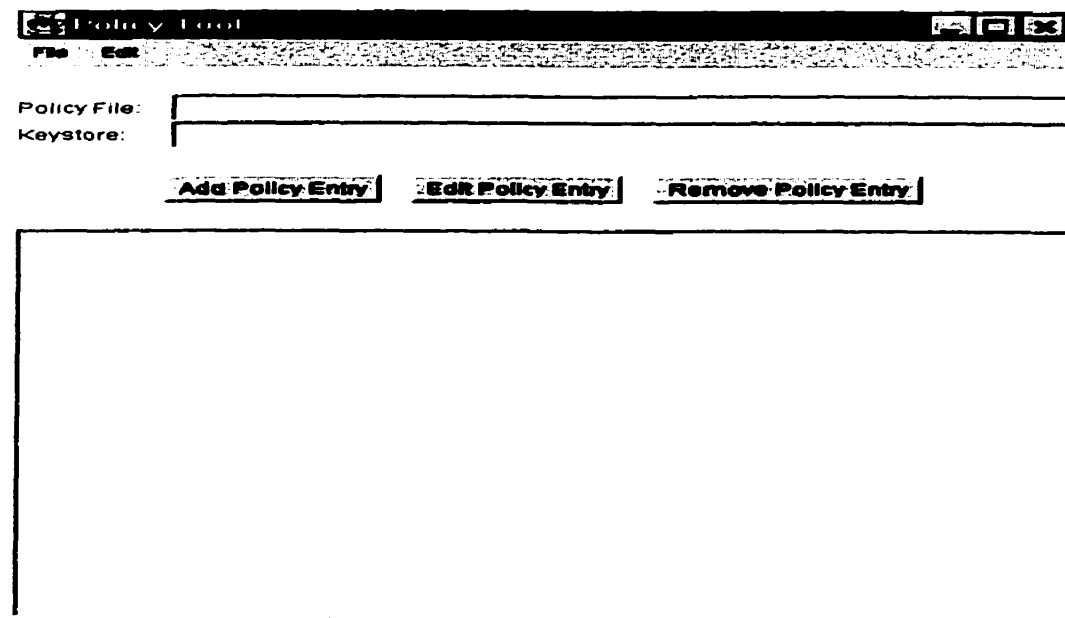 Policy Tool
File Edit
Policy File:
Keystore:
Add Policy Entry Edit Policy Entry Remove Policy Entry